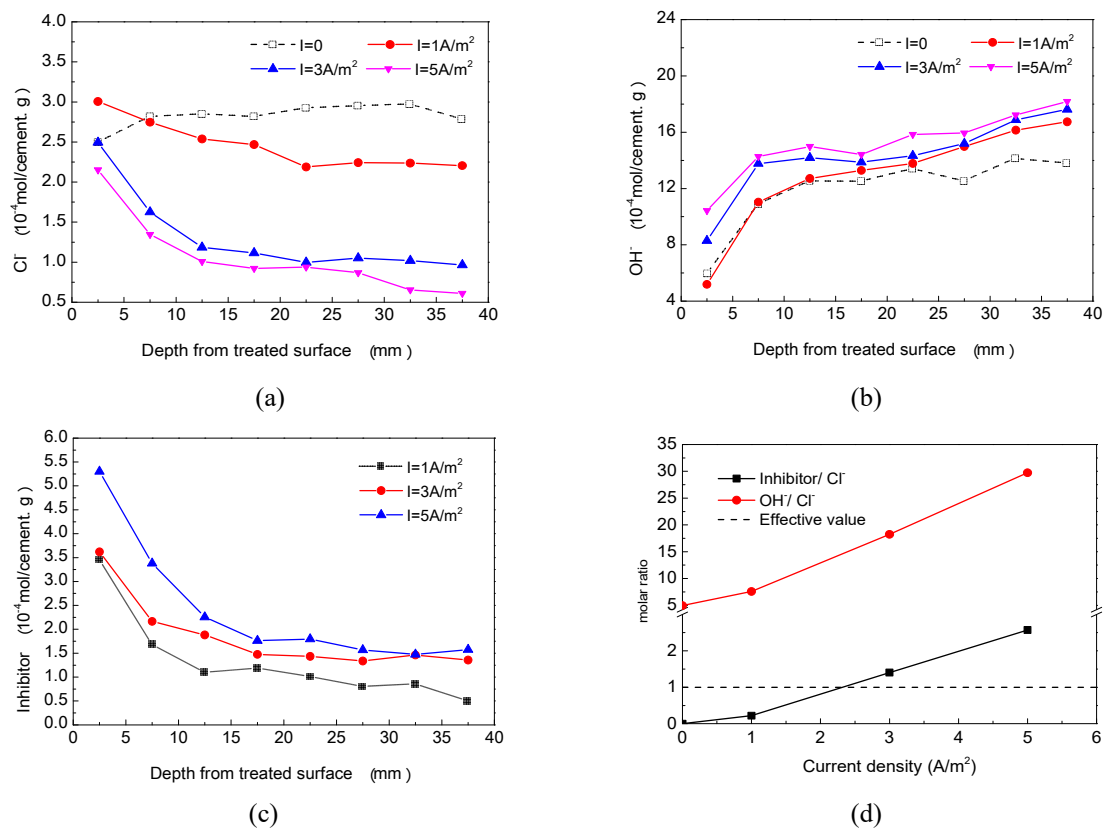 4.0
3.5
3.0
2.5
2.0
1.5
1.0
0.5
Cl⁻ (10⁻⁴mol/cement. g)
I=0
I=1A/m²
I=3A/m²
I=5A/m²
0 5 10 15 20 25 30 35 40
Depth from treated surface (mm)
(a)
24
20
16
12
8
4
OH⁻ (10⁻⁴mol/cement. g)
I=0
I=1A/m²
I=3A/m²
I=5A/m²
0 5 10 15 20 25 30 35 40
Depth from treated surface (mm)
(b)
6.0
5.5
5.0
4.5
4.0
3.5
3.0
2.5
2.0
1.5
1.0
0.5
0.0
Inhibitor (10⁻⁴mol/cement. g)
I=1A/m²
I=3A/m²
I=5A/m²
0 5 10 15 20 25 30 35 40
Depth from treated surface (mm)
(c)
35
30
25
20
15
10
5
2
1
0
molar ratio
Inhibitor/ Cl⁻
OH⁻/ Cl⁻
Effective value
0 1 2 3 4 5 6
Current density (A/m²)
(d)